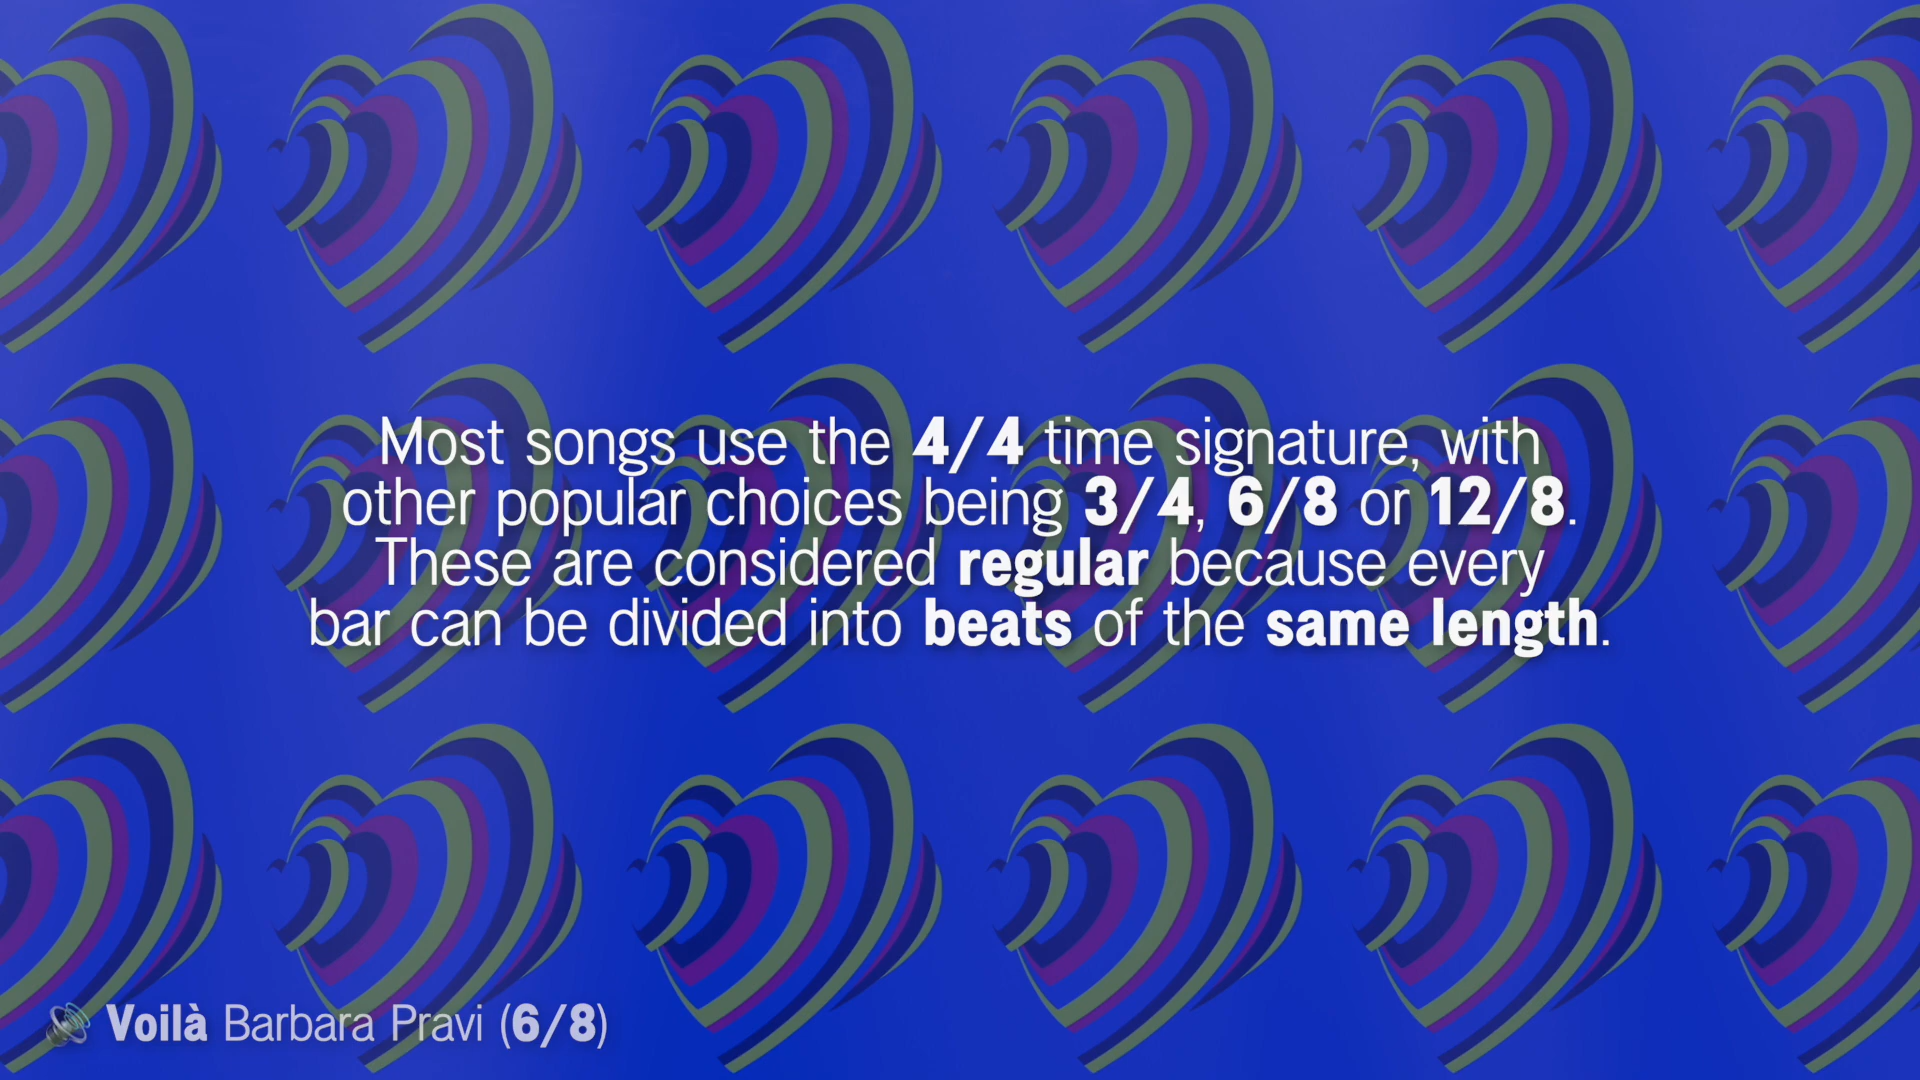 Most songs use the 4/4 time signature, with
other popular choices being 3/4, 6/8 or 12/8.
These are considered regular because every
bar can be divided into beats of the same length.
Voilà Barbara Pravi (6/8)